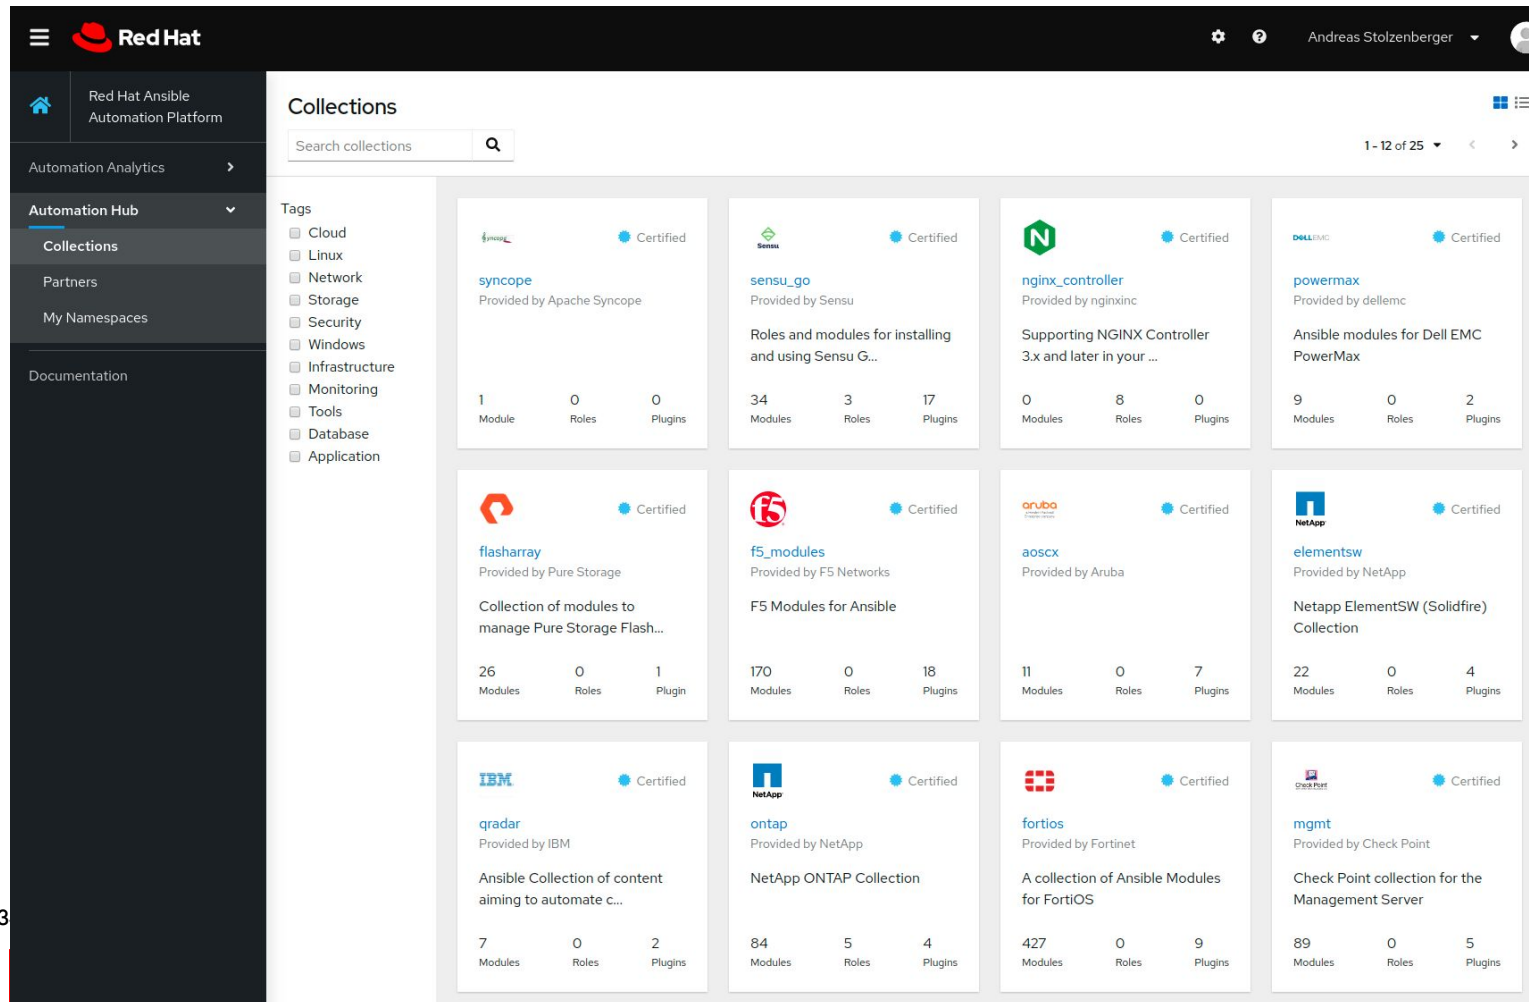 Red Hat
Andreas Stolzenberger
Red Hat Ansible
Automation Platform
Automation Analytics
Automation Hub
Collections
Partners
My Namespaces
Documentation
Collections
Search collections
1 - 12 of 25
Tags
Cloud
Linux
Network
Storage
Security
Windows
Infrastructure
Monitoring
Tools
Database
Application
syncope
Certified
syncope
Provided by Apache Syncope
1 0 0
Module Roles Plugins
Sensu
Certified
sensu_go
Provided by Sensu
Roles and modules for installing
and using Sensu G...
34 3 17
Modules Roles Plugins
N
Certified
nginx_controller
Provided by nginxinc
Supporting NGINX Controller
3.x and later in your ...
0 8 0
Modules Roles Plugins
DELLEMC
Certified
powermax
Provided by dellemc
Ansible modules for Dell EMC
PowerMax
9 0 2
Modules Roles Plugins
Certified
flasharray
Provided by Pure Storage
Collection of modules to
manage Pure Storage Flash...
26 0 1
Modules Roles Plugin
f5
Certified
f5_modules
Provided by F5 Networks
F5 Modules for Ansible
170 0 18
Modules Roles Plugins
aruba
Certified
aoscx
Provided by Aruba
11 0 7
Modules Roles Plugins
NetApp
Certified
elementsw
Provided by NetApp
Netapp ElementSW (Solidfire)
Collection
22 0 4
Modules Roles Plugins
IBM
Certified
qradar
Provided by IBM
Ansible Collection of content
aiming to automate c...
7 0 2
Modules Roles Plugins
NetApp
Certified
ontap
Provided by NetApp
NetApp ONTAP Collection
84 5 4
Modules Roles Plugins
Certified
fortios
Provided by Fortinet
A collection of Ansible Modules
for FortiOS
427 0 9
Modules Roles Plugins
Check Point
Certified
mgmt
Provided by Check Point
Check Point collection for the
Management Server
89 0 5
Modules Roles Plugins
3